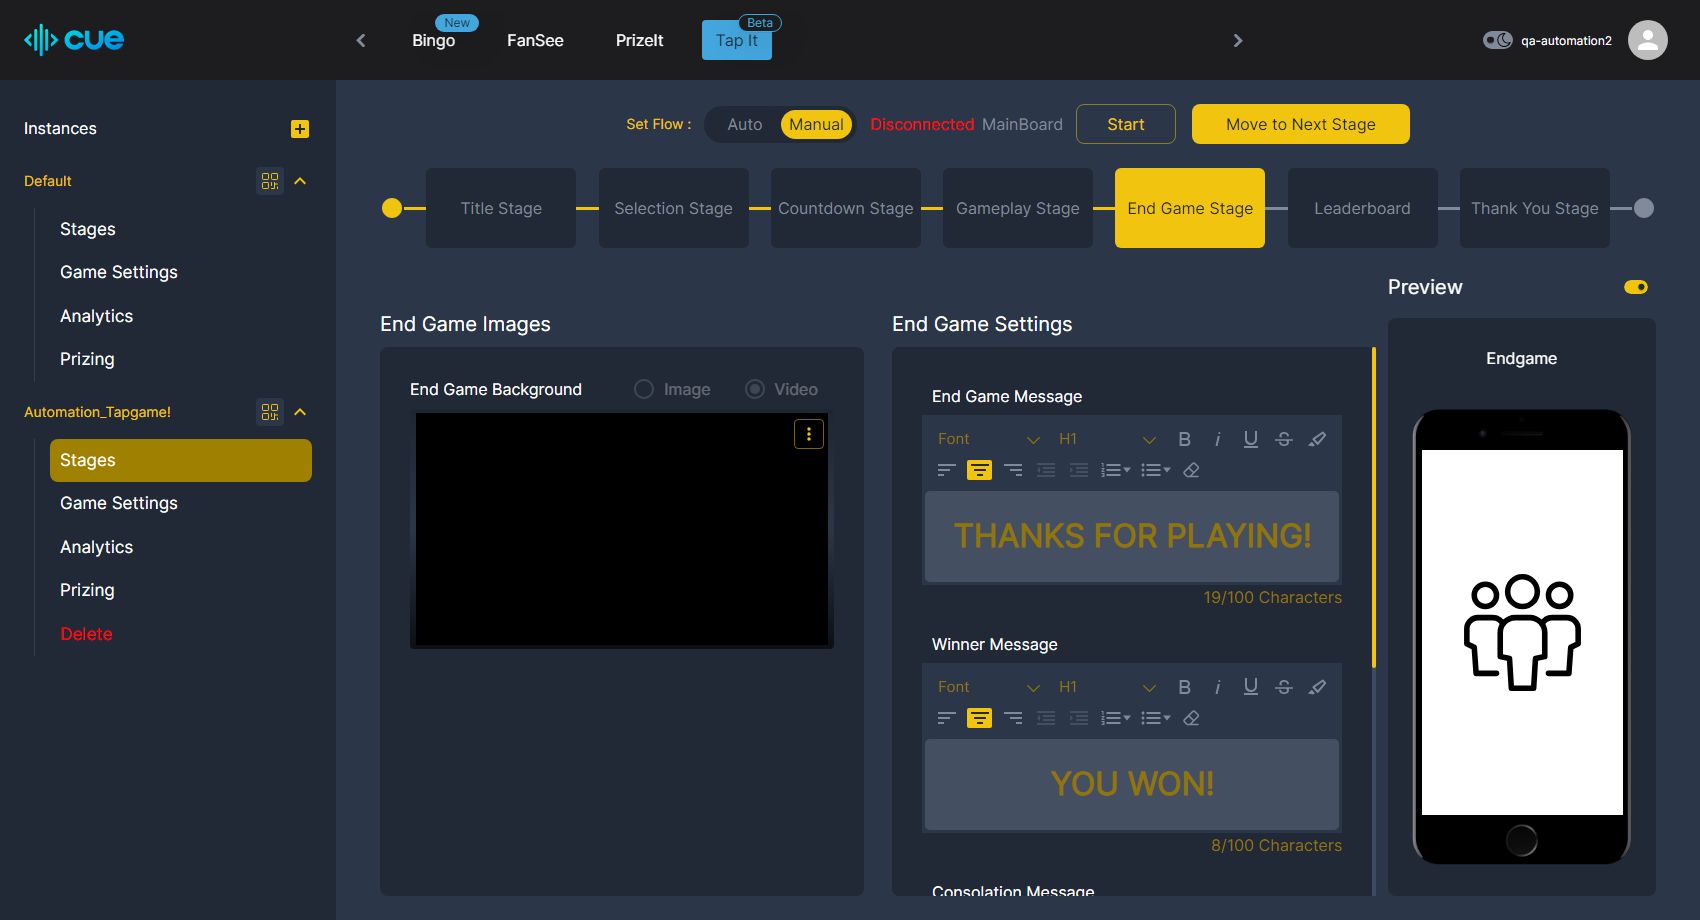 cue
New
Bingo
FanSee
PrizeIt
Beta
Tap It
qa-automation2
Instances
Default
Stages
Game Settings
Analytics
Prizing
Automation_Tapgame!
Stages
Game Settings
Analytics
Prizing
Delete
Set Flow :
Auto
Manual
Disconnected MainBoard
Start
Move to Next Stage
Title Stage
Selection Stage
Countdown Stage
Gameplay Stage
End Game Stage
Leaderboard
Thank You Stage
End Game Images
End Game Background
Image
Video
End Game Settings
End Game Message
Font
H1
B i U S
THANKS FOR PLAYING!
19/100 Characters
Winner Message
Font
H1
B i U S
YOU WON!
8/100 Characters
Consolation Message
Preview
Endgame